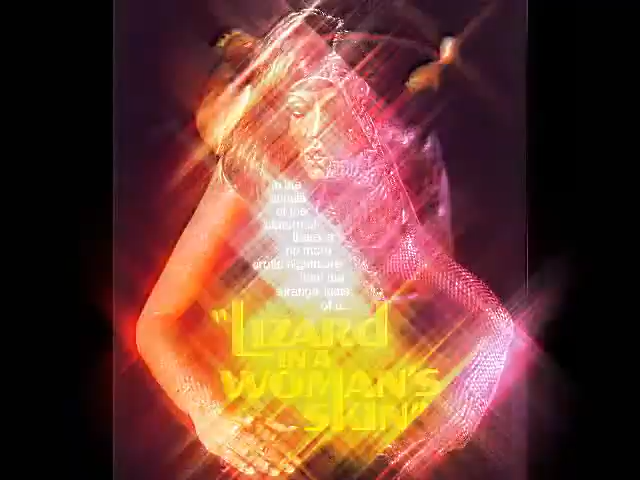 In the
annals
of the
abnormal
there is
no more
erotic nightmare
than the
strange tale
of a...
"LIZARD
IN A
WOMAN'S
SKIN"